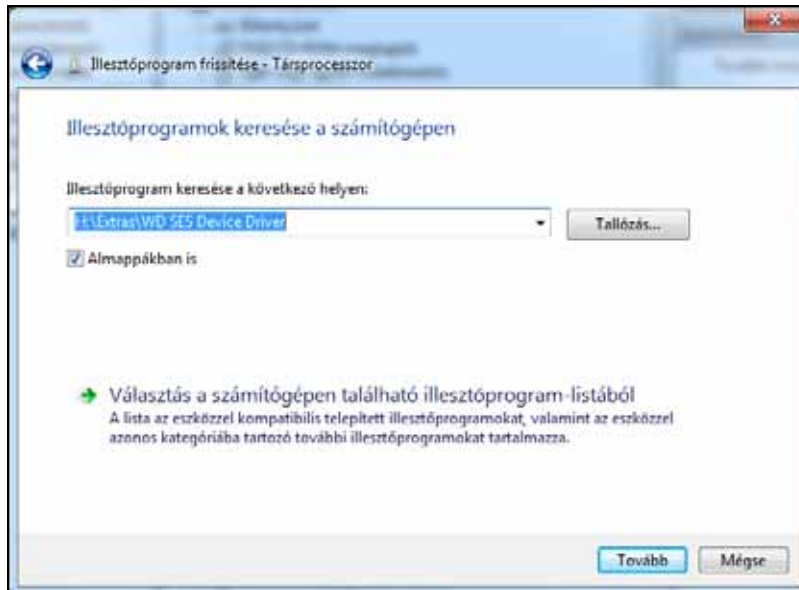 Illesztőprogram frissítése - Társprocesszor
Illesztőprogramok keresése a számítógépen
Illesztőprogram keresése a következő helyen:
\Extras\WD SES Device Driver
Tallózás...
Almappákban is
Választás a számítógépen található illesztőprogram-listából
A lista az eszközzel kompatibilis telepített illesztőprogramokat, valamint az eszközzel
azonos kategóriába tartozó további illesztőprogramokat tartalmazza.
Tovább
Mégse